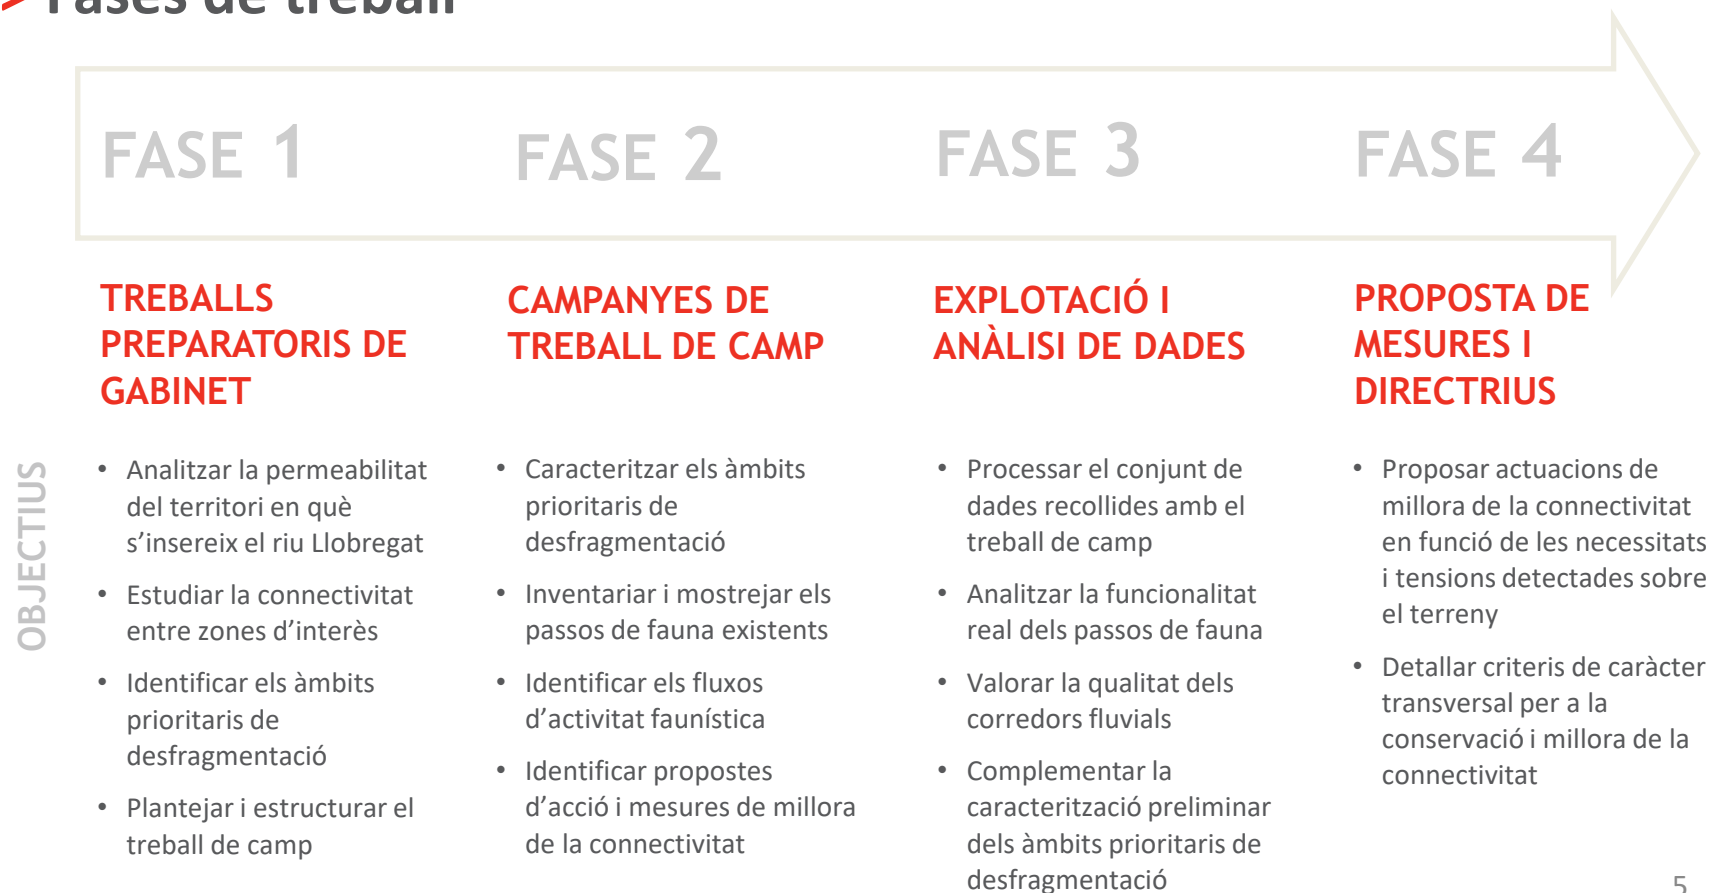 > Fases de treball
FASE 1
FASE 2
FASE 3
FASE 4
TREBALLS
PREPARATORIS DE
GABINET
CAMPANYES DE
TREBALL DE CAMP
EXPLOTACIÓ I
ANÀLISI DE DADES
PROPOSTA DE
MESURES I
DIRECTRIUS
OBJECTIUS
• Analitzar la permeabilitat
del territori en què
s’insereix el riu Llobregat
• Estudiar la connectivitat
entre zones d’interès
• Identificar els àmbits
prioritaris de
desfragmentació
• Plantejar i estructurar el
treball de camp
• Caracteritzar els àmbits
prioritaris de
desfragmentació
• Inventariar i mostrejar els
passos de fauna existents
• Identificar els fluxos
d’activitat faunística
• Identificar propostes
d’acció i mesures de millora
de la connectivitat
• Processar el conjunt de
dades recollides amb el
treball de camp
• Analitzar la funcionalitat
real dels passos de fauna
• Valorar la qualitat dels
corredors fluvials
• Complementar la
caracterització preliminar
dels àmbits prioritaris de
desfragmentació
• Proposar actuacions de
millora de la connectivitat
en funció de les necessitats
i tensions detectades sobre
el terreny
• Detallar criteris de caràcter
transversal per a la
conservació i millora de la
connectivitat
5